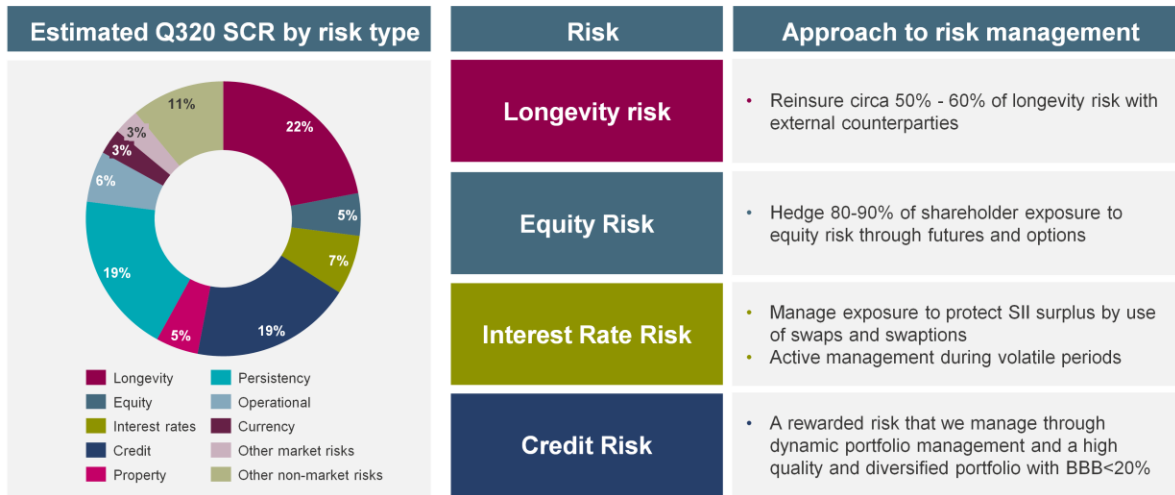 Estimated Q320 SCR by risk type
11%
22%
3%
3%
6%
5%
7%
19%
19%
5%
Longevity
Persistency
Equity
Operational
Interest rates
Currency
Credit
Other market risks
Property
Other non-market risks
Risk
Approach to risk management
Longevity risk
• Reinsure circa 50% - 60% of longevity risk with
external counterparties
Equity Risk
• Hedge 80-90% of shareholder exposure to
equity risk through futures and options
Interest Rate Risk
• Manage exposure to protect SII surplus by use
of swaps and swaptions
• Active management during volatile periods
Credit Risk
• A rewarded risk that we manage through
dynamic portfolio management and a high
quality and diversified portfolio with BBB<20%